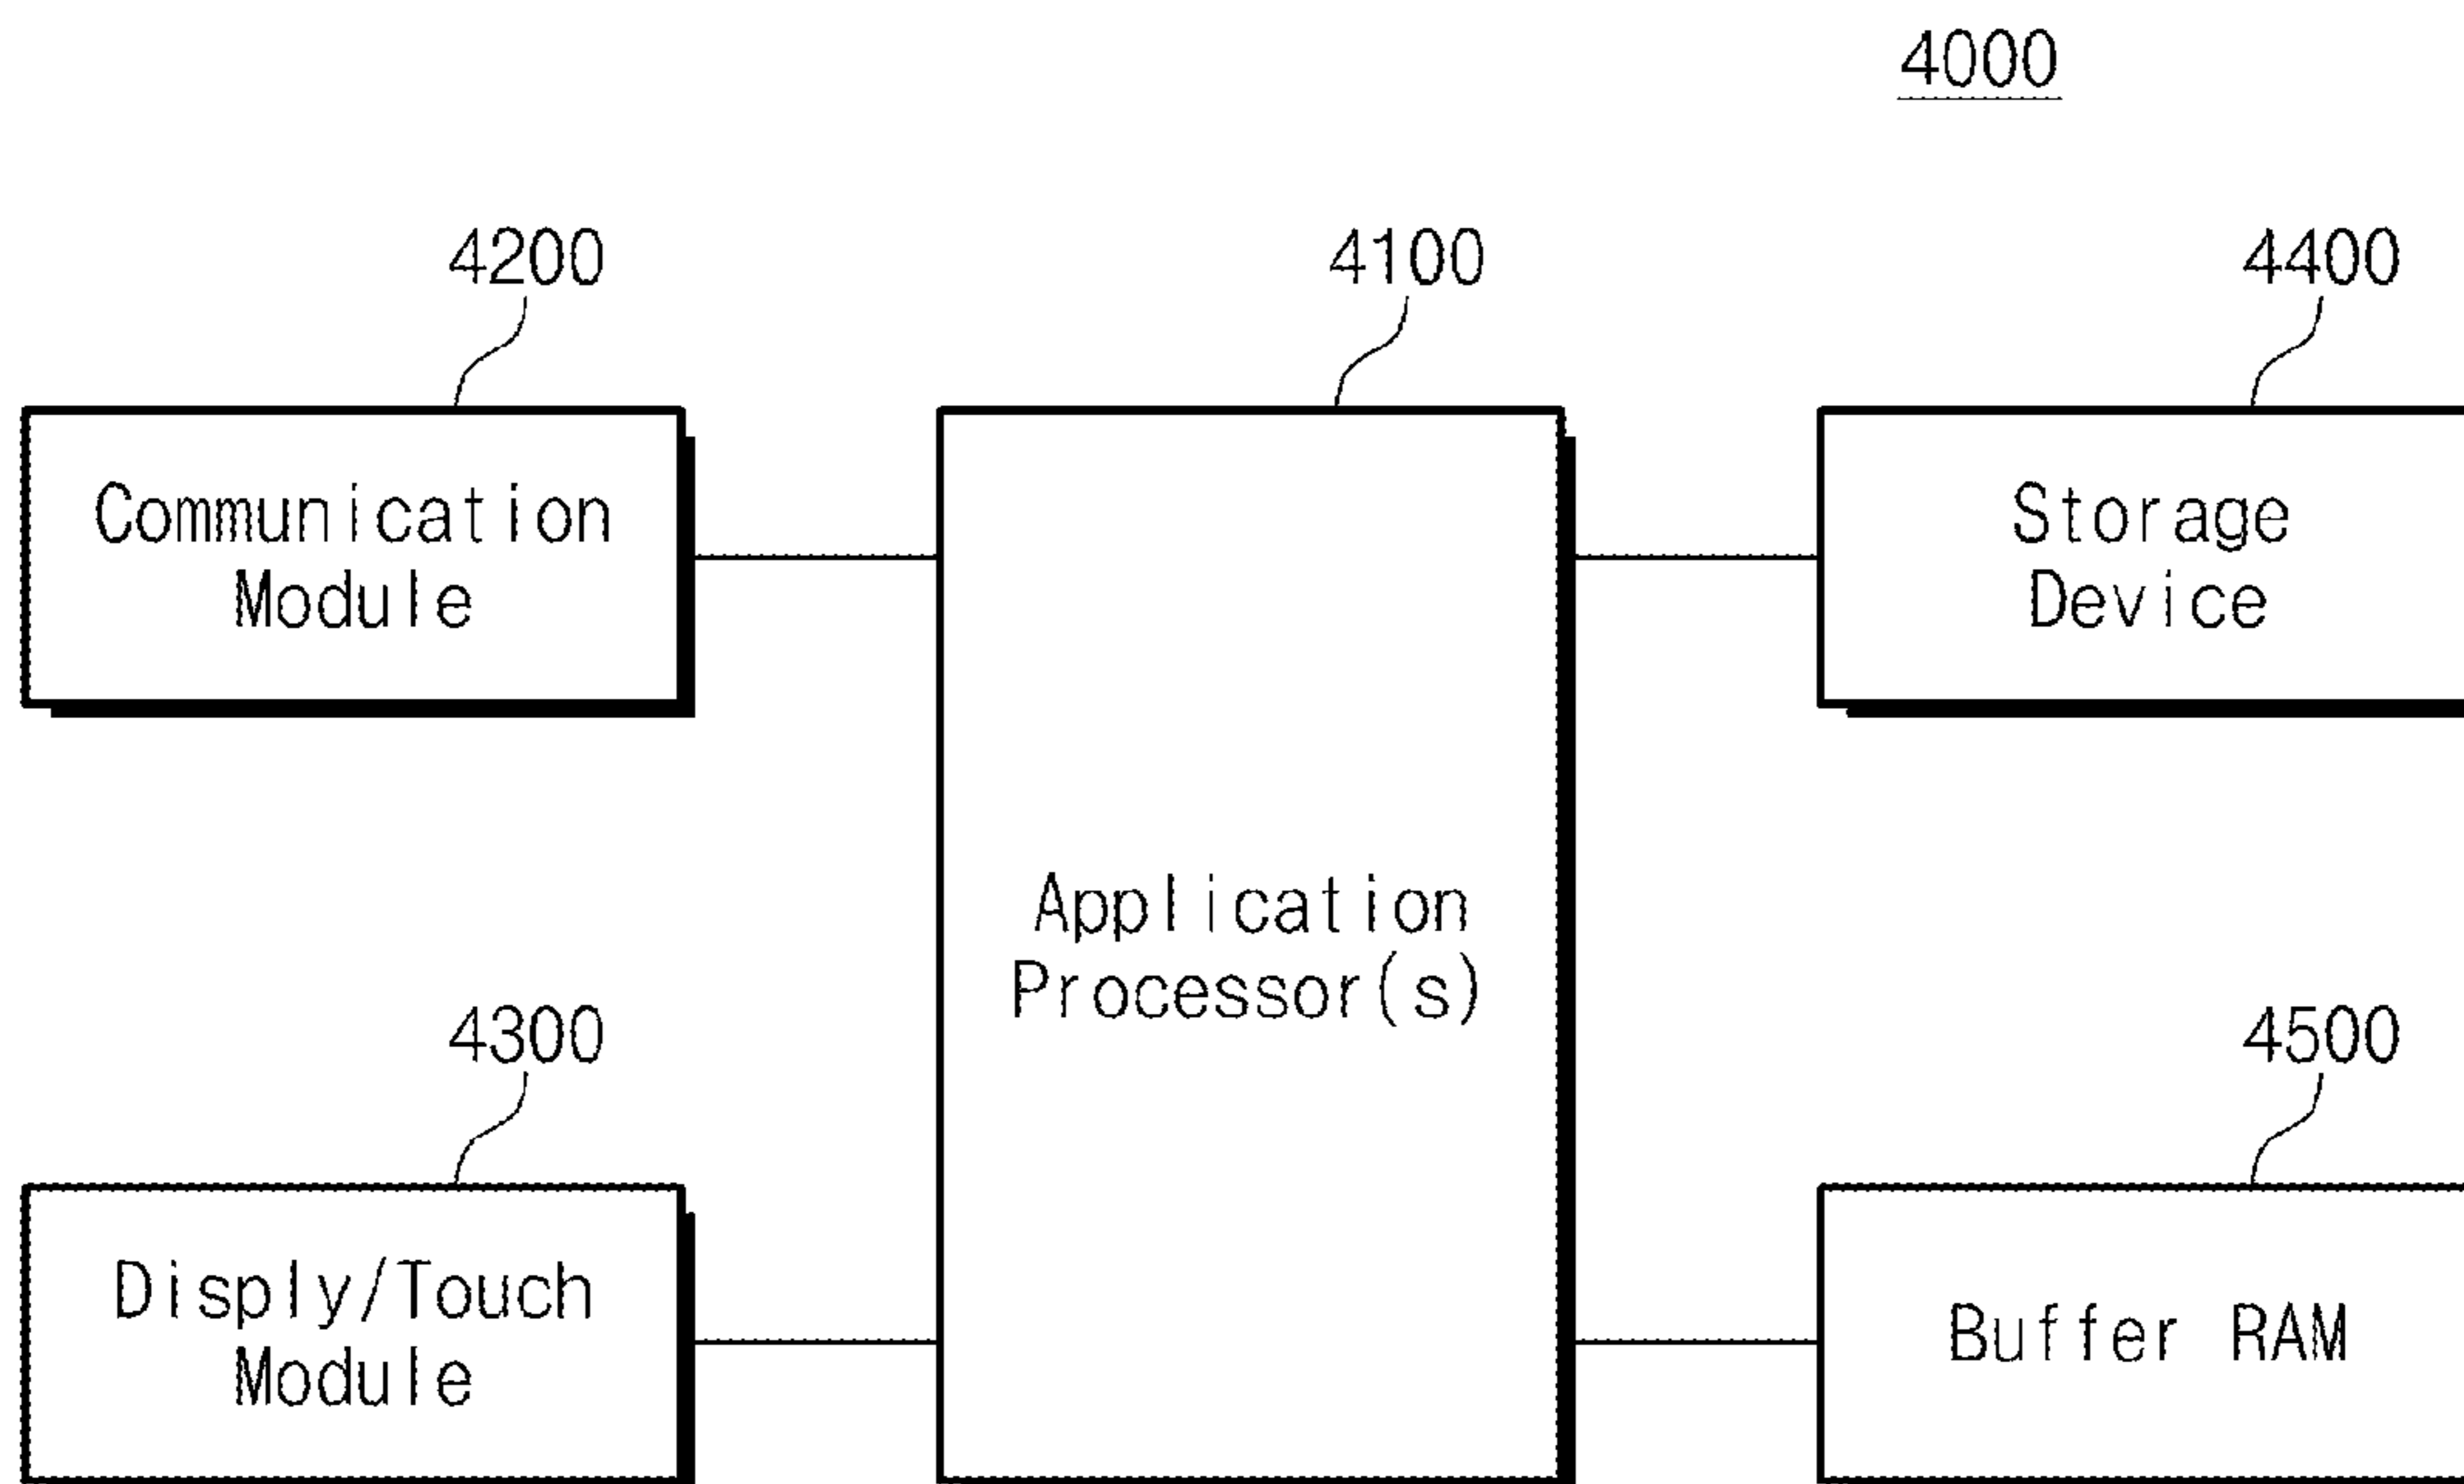 4000
4200
4100
4400
Communication
Module
Storage
Device
Application
Processor(s)
4300
4500
Disply/Touch
Module
Buffer RAM